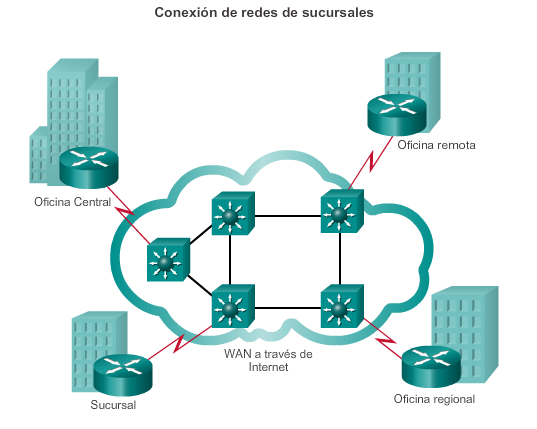 Conexión de redes de sucursales
Oficina remota
Oficina Central
WAN a través de
Internet
Oficina regional
Sucursal